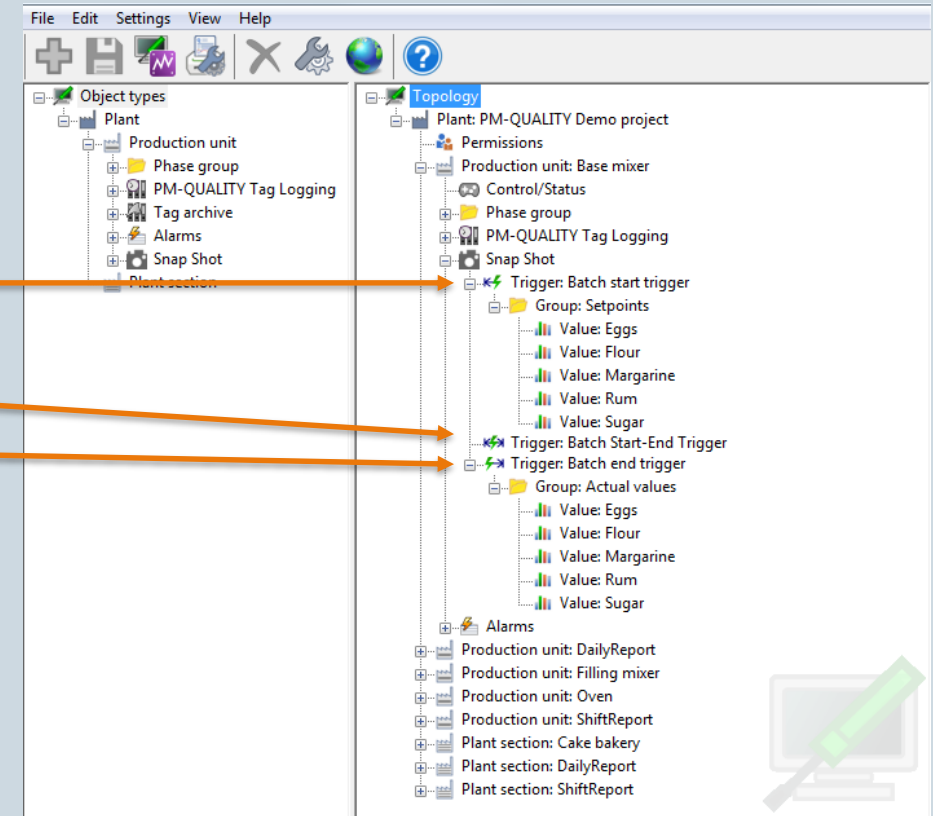 File Edit Settings View Help
Object types
Plant
Production unit
Phase group
PM-QUALITY Tag Logging
Tag archive
Alarms
Snap Shot
Plant section
Topology
Plant: PM-QUALITY Demo project
Permissions
Production unit: Base mixer
Control/Status
Phase group
PM-QUALITY Tag Logging
Snap Shot
Trigger: Batch start trigger
Group: Setpoints
Value: Eggs
Value: Flour
Value: Margarine
Value: Rum
Value: Sugar
Trigger: Batch Start-End Trigger
Trigger: Batch end trigger
Group: Actual values
Value: Eggs
Value: Flour
Value: Margarine
Value: Rum
Value: Sugar
Alarms
Production unit: DailyReport
Production unit: Filling mixer
Production unit: Oven
Production unit: ShiftReport
Plant section: Cake bakery
Plant section: DailyReport
Plant section: ShiftReport